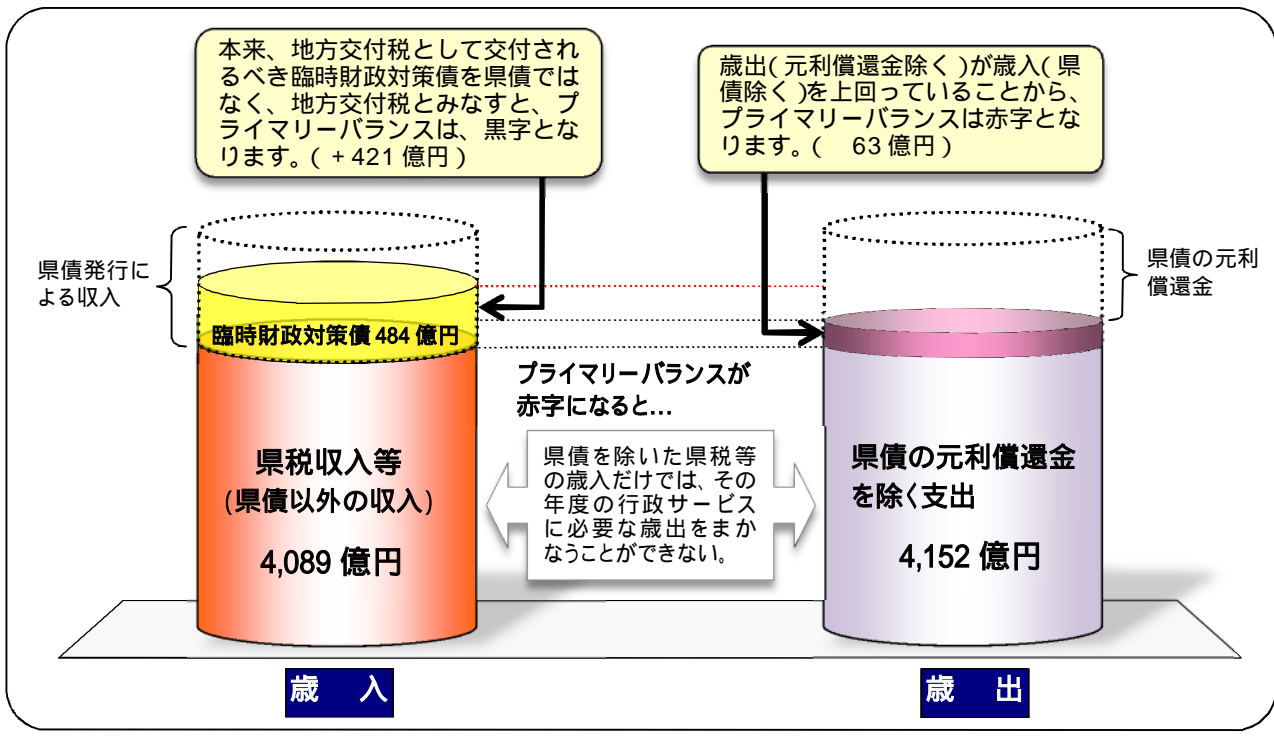 本来、地方交付税として交付され
るべき臨時財政対策債を県債では
なく、地方交付税とみなすと、プ
ライマリーバランスは、黒字とな
ります。(+421億円)
歳出(元利償還金除く)が歳入(県
債除く)を上回っていることから、
プライマリーバランスは赤字とな
ります。(　63億円)
県債発行に
よる収入
県債の元利
償還金
臨時財政対策債 484 億円
プライマリーバランスが
赤字になると…
県税収入等
(県債以外の収入)
4,089 億円
県債を除いた県税等
の歳入だけでは、その
年度の行政サービス
に必要な歳出をまか
なうことができない。
県債の元利償還金
を除く支出
4,152 億円
歳　入
歳　出